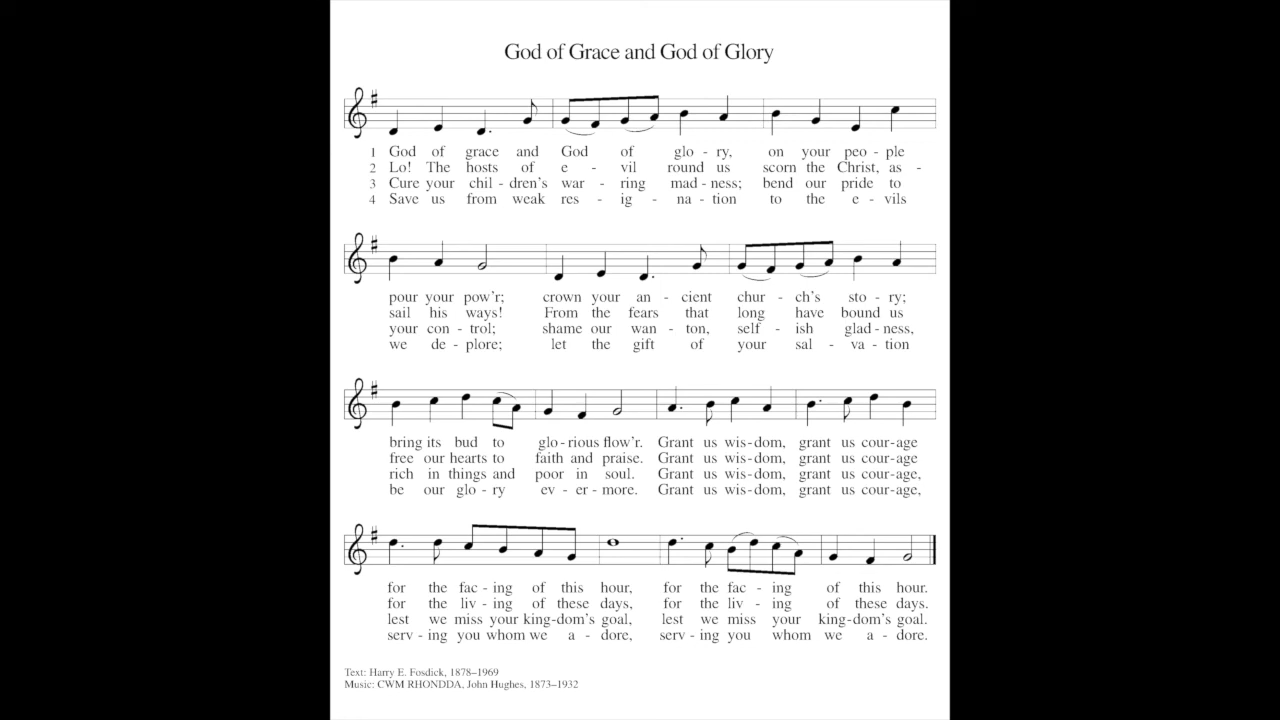 God of Grace and God of Glory
1 God of grace and God of glo - ry, on your peo - ple
2 Lo! The hosts of e - vil round us scorn the Christ, as -
3 Cure your chil - dren's war - ring mad - ness; bend our pride to
4 Save us from weak res - ig - na - tion to the e - vils
pour your pow'r; crown your an - cient chur - ch's sto - ry;
sail his ways! From the fears that long have bound us
your con - trol; shame our wan - ton, self - ish glad - ness,
we de - plore; let the gift of your sal - va - tion
bring its bud to glo - rious flow'r. Grant us wis - dom, grant us cour - age
free our hearts to faith and praise. Grant us wis - dom, grant us cour - age
rich in things and poor in soul. Grant us wis - dom, grant us cour - age,
be our glo - ry ev - er - more. Grant us wis - dom, grant us cour - age,
for the fac - ing of this hour, for the fac - ing of this hour.
for the liv - ing of these days, for the liv - ing of these days.
lest we miss your king - dom's goal, lest we miss your king - dom's goal.
serv - ing you whom we a - dore, serv - ing you whom we a - dore.
Text: Harry E. Fosdick, 1878–1969
Music: CWM RHONDDA, John Hughes, 1873–1932